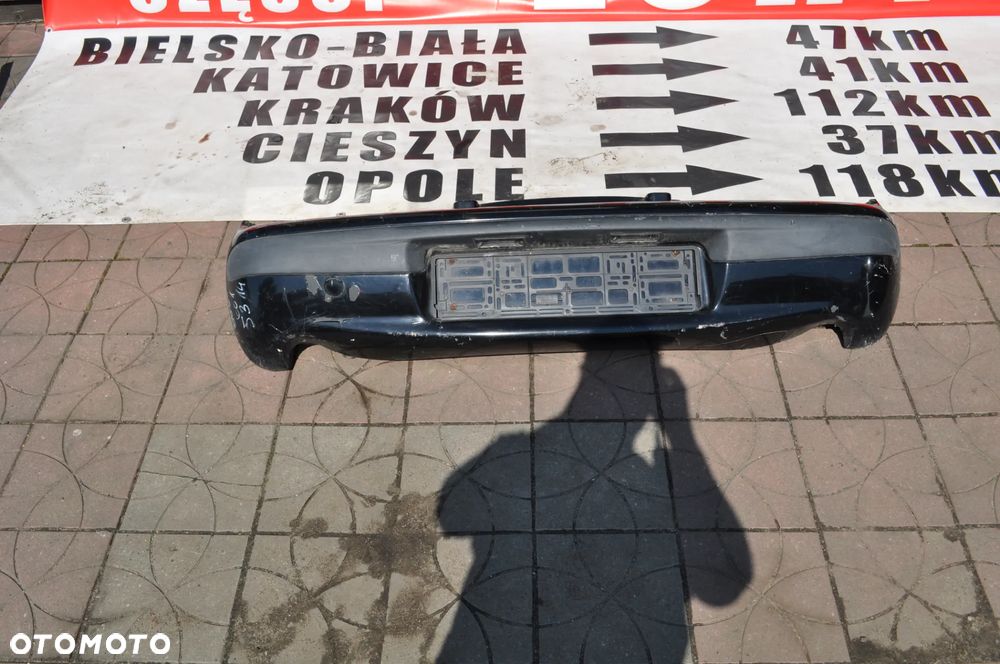 BIELSKO-BIAŁA 47km
KATOWICE 41km
KRAKÓW 112km
CIESZYN 37km
OPOLE 118km
OTOMOTO